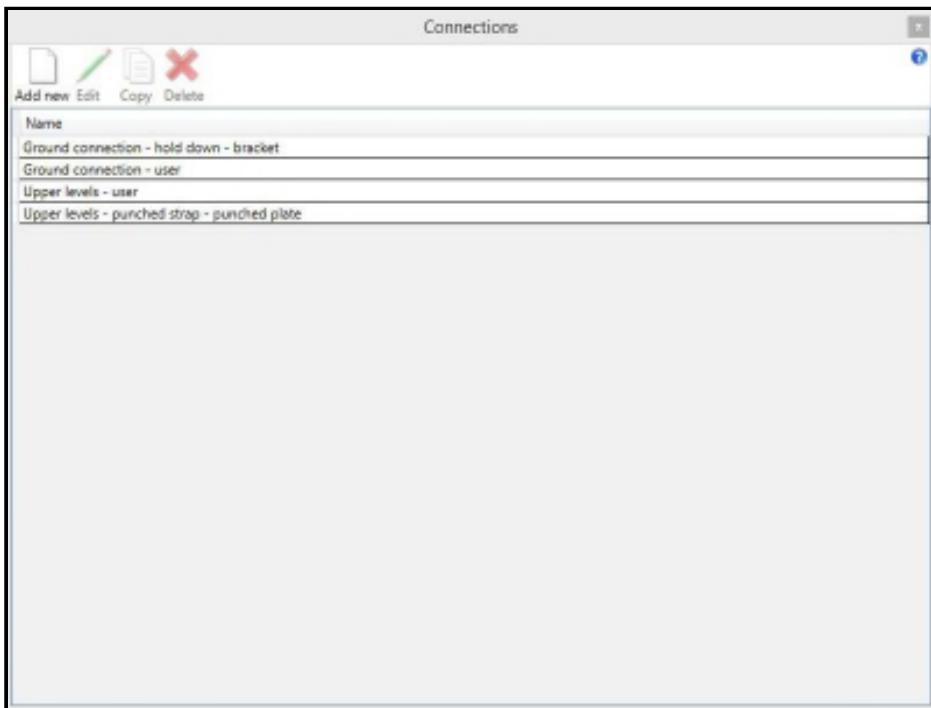 Connections
x
?
Add new Edit Copy Delete
Name
Ground connection - hold down - bracket
Ground connection - user
Upper levels - user
Upper levels - punched strap - punched plate